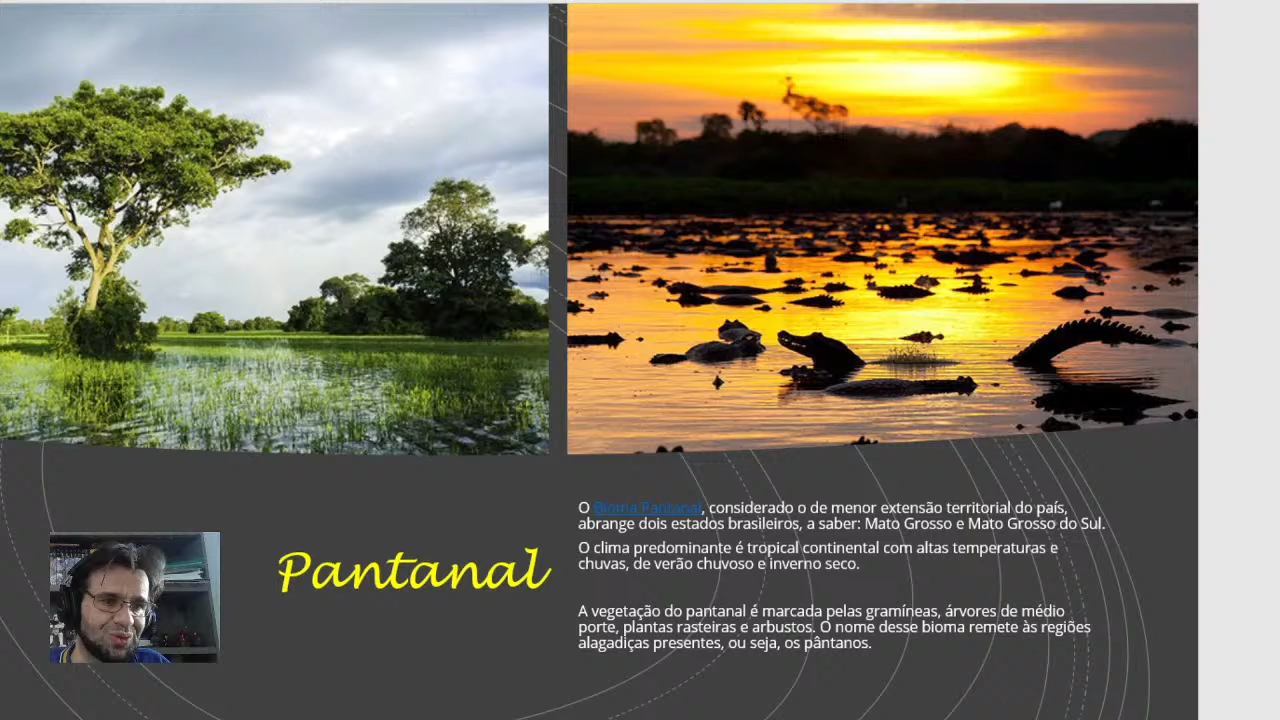 O Bioma Pantanal, considerado o de menor extensão territorial do país,
abrange dois estados brasileiros, a saber: Mato Grosso e Mato Grosso do Sul.
O clima predominante é tropical continental com altas temperaturas e
chuvas, de verão chuvoso e inverno seco.
Pantanal
A vegetação do pantanal é marcada pelas gramíneas, árvores de médio
porte, plantas rasteiras e arbustos. O nome desse bioma remete às regiões
alagadiças presentes, ou seja, os pântanos.